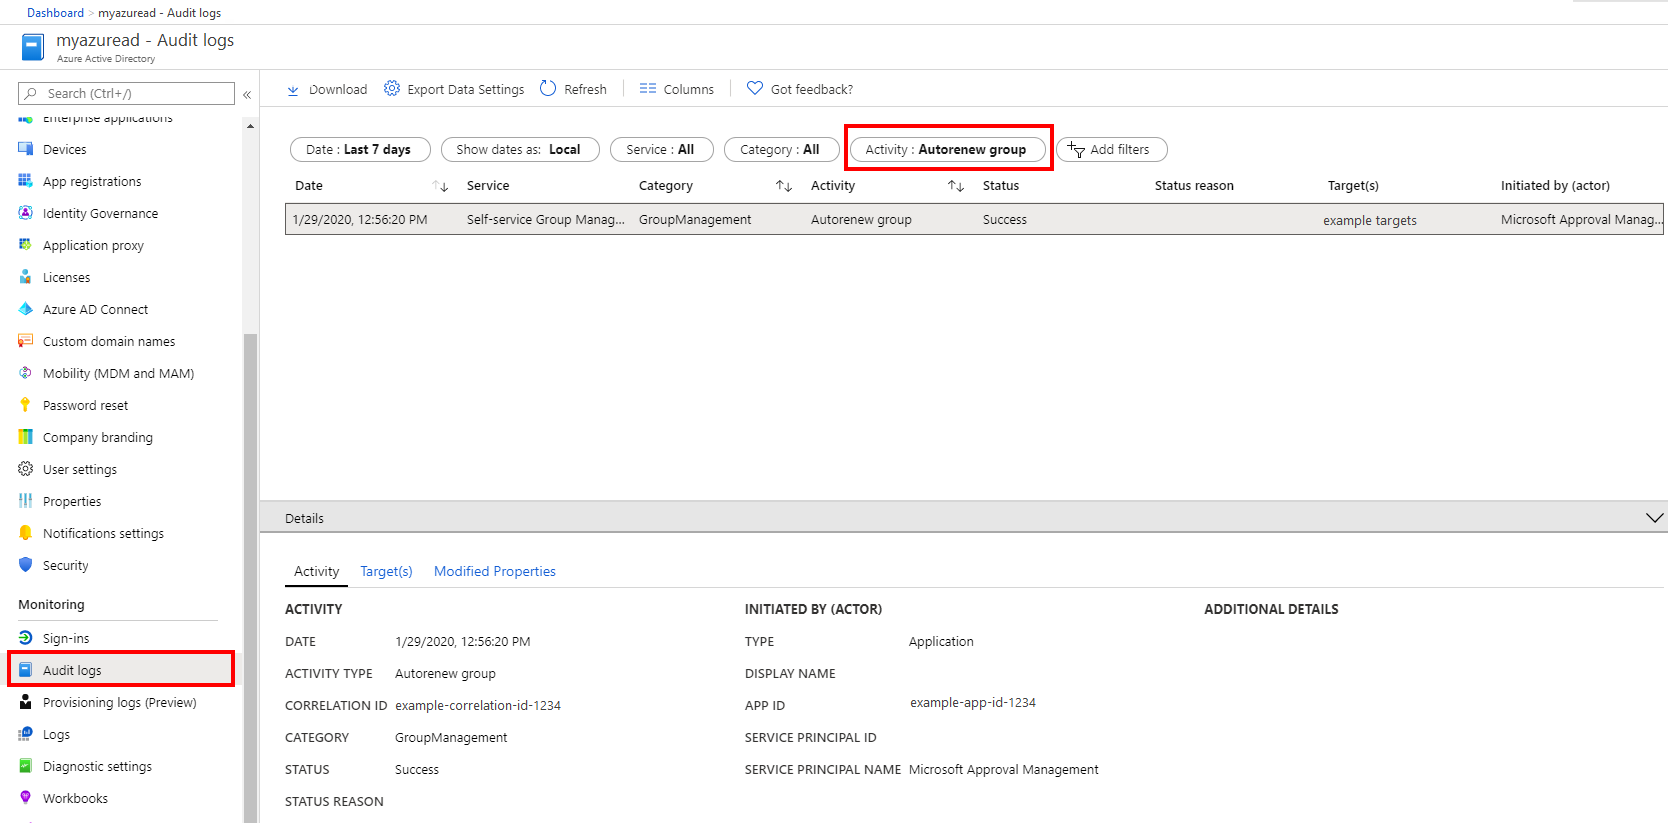 Dashboard > myazuread - Audit logs
myazuread - Audit logs
Azure Active Directory
Search (Ctrl+/)
«
Enterprise applications
Devices
App registrations
Identity Governance
Application proxy
Licenses
Azure AD Connect
Custom domain names
Mobility (MDM and MAM)
Password reset
Company branding
User settings
Properties
Notifications settings
Security
Monitoring
Sign-ins
Audit logs
Provisioning logs (Preview)
Logs
Diagnostic settings
Workbooks
Download Export Data Settings Refresh Columns Got feedback?
Date : Last 7 days Show dates as: Local Service : All Category : All Activity : Autorenew group Add filters
Date Service Category Activity Status Status reason Target(s) Initiated by (actor)
1/29/2020, 12:56:20 PM Self-service Group Manag... GroupManagement Autorenew group Success example targets Microsoft Approval Manag...
Details
Activity Target(s) Modified Properties
ACTIVITY
DATE 1/29/2020, 12:56:20 PM
ACTIVITY TYPE Autorenew group
CORRELATION ID example-correlation-id-1234
CATEGORY GroupManagement
STATUS Success
STATUS REASON
INITIATED BY (ACTOR)
TYPE Application
DISPLAY NAME
APP ID example-app-id-1234
SERVICE PRINCIPAL ID
SERVICE PRINCIPAL NAME Microsoft Approval Management
ADDITIONAL DETAILS